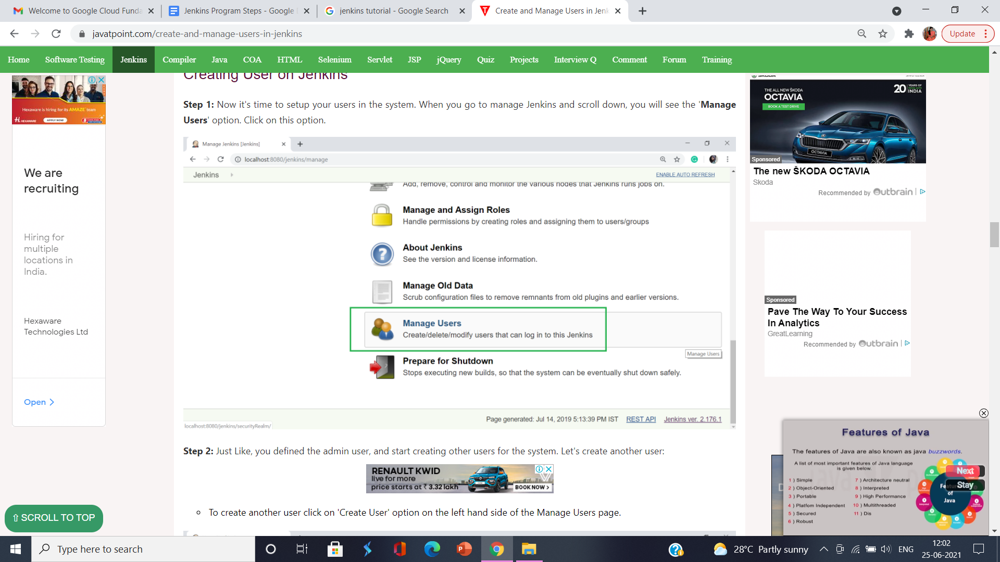 Welcome to Google Cloud Funda
Jenkins Program Steps - Google
jenkins tutorial - Google Search
Create and Manage Users in Jenk
javatpoint.com/create-and-manage-users-in-jenkins
Update
Home
Software Testing
Jenkins
Compiler
Java
COA
HTML
Selenium
Servlet
JSP
jQuery
Quiz
Projects
Interview Q
Comment
Forum
Training
Creating User on Jenkins
Hexaware is hiring for its AMAZE team
H. HEXAWARE
APPLY NOW
We are
recruiting
Hiring for
multiple
locations in
India.
Hexaware
Technologies Ltd
Open
⇧ SCROLL TO TOP
Step 1: Now it's time to setup your users in the system. When you go to manage Jenkins and scroll down, you will see the 'Manage
Users' option. Click on this option.
Manage Jenkins [Jenkins]
localhost:8080/jenkins/manage
Jenkins
ENABLE AUTO REFRESH
Add, remove, control and monitor the various nodes that Jenkins runs jobs on.
Manage and Assign Roles
Handle permissions by creating roles and assigning them to users/groups
About Jenkins
See the version and license information.
Manage Old Data
Scrub configuration files to remove remnants from old plugins and earlier versions.
Manage Users
Create/delete/modify users that can log in to this Jenkins
Manage Users
Prepare for Shutdown
Stops executing new builds, so that the system can be eventually shut down safely.
Page generated: Jul 14, 2019 5:13:39 PM IST
REST API
Jenkins ver. 2.176.1
localhost:8080/jenkins/securityRealm/
Step 2: Just Like, you defined the admin user, and start creating other users for the system. Let's create another user:
RENAULT KWID
live for more
price starts at ₹ 3.32 lakh
BOOK NOW >
To create another user click on 'Create User' option on the left hand side of the Manage Users page.
ŠKODA
THE ALL NEW ŠKODA
OCTAVIA
BOOK A TEST DRIVE
20 YEARS OF
ŠKODA IN
INDIA
OCTAVIA
Sponsored
The new ŠKODA OCTAVIA
Skoda
Recommended by Outbrain
Sponsored
Pave The Way To Your Success
In Analytics
GreatLearning
Recommended by Outbrain
Features of Java
The features of Java are also known as java buzzwords.
A list of most important features of Java language
is given below.
1 ) Simple
2 ) Object-Oriented
3 ) Portable
4 ) Platfom Independent
5 ) Secured
6 ) Robust
7 ) Architecture neutral
8 ) Interpreted
9 ) High Performance
10 ) Multithreaded
11 ) Dis
of
Java
Next
Stay
Type here to search
28°C Partly sunny
ENG
12:02
25-06-2021